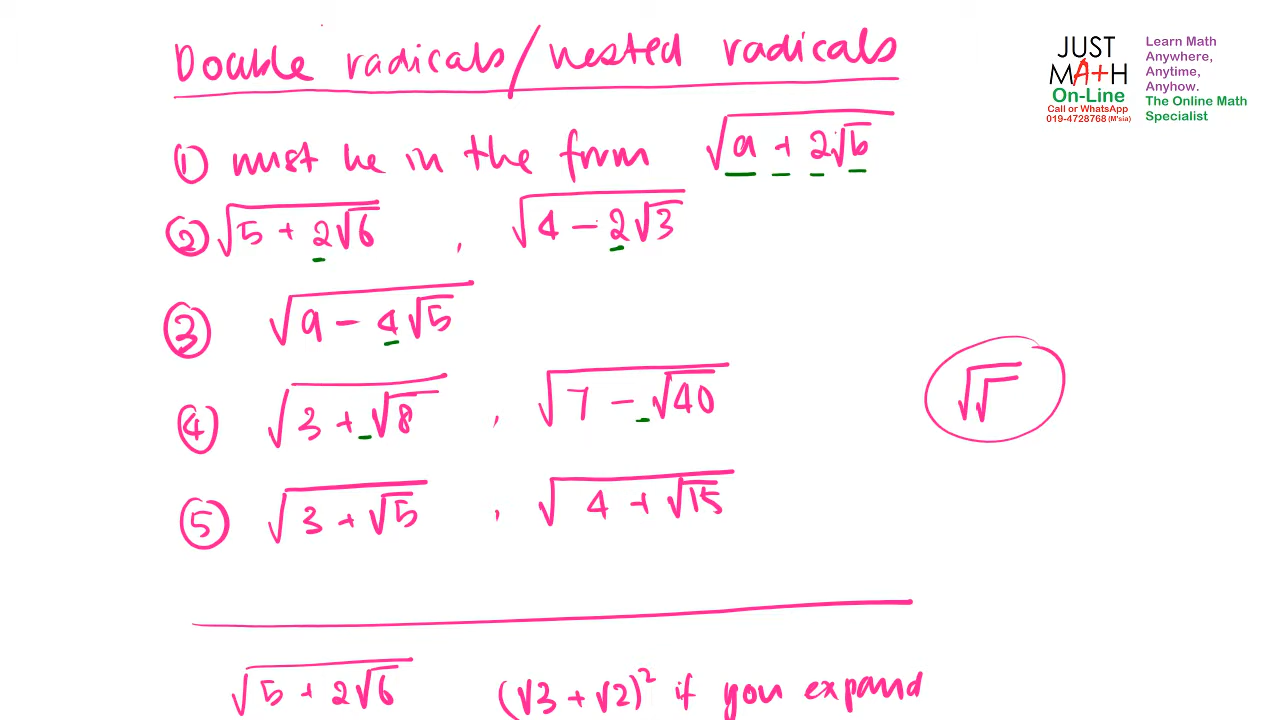 Double radicals/nested radicals
JUST
MA+H
On-Line
Call or WhatsApp
019-4728768 (M'sia)
Learn Math
Anywhere,
Anytime,
Anyhow.
The Online Math
Specialist
① must be in the form √(a + 2√b)
② √(5 + 2√6) , √(4 − 2√3)
③ √(9 − 4√5)
④ √(3 + √8) , √(7 − √40)
√√
⑤ √(3 + √5) , √(4 + √15)
√(5 + 2√6) (√3 + √2)² if you expand